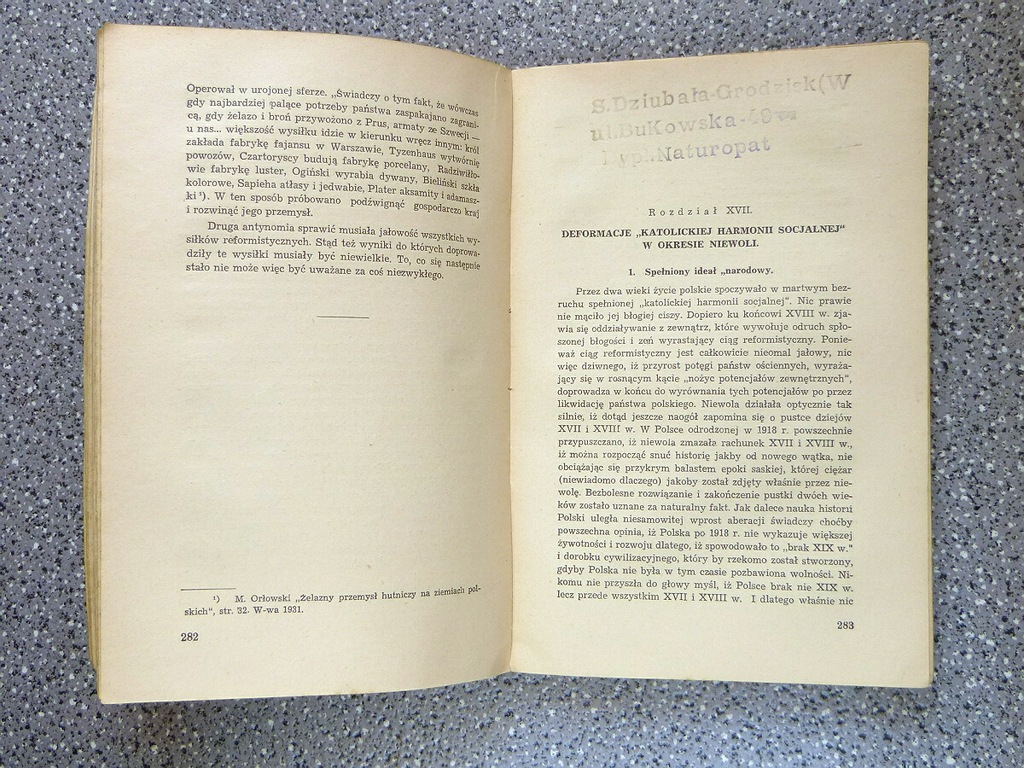 Operował w urojonej sferze. „Świadczy o tym fakt, że wówczas
gdy najbardziej palące potrzeby państwa zaspakajano zagrani-
cą, gdy żelazo i broń przywożono z Prus, armaty ze Szwecji —
u nas... większość wysiłku idzie w kierunku wręcz innym: król
zakłada fabrykę fajansu w Warszawie, Tyzenhaus wytwórnię
powozów, Czartoryscy budują fabrykę porcelany, Radziwiłło-
wie fabrykę luster, Ogiński wyrabia dywany, Bieliński szkła
kolorowe, Sapieha atłasy i jedwabie, Plater aksamity i adamasz-
ki ¹). W ten sposób próbowano podźwignąć gospodarczo kraj
i rozwinąć jego przemysł.
Druga antynomia sprawić musiała jałowość wszystkich wy-
siłków reformistycznych. Stąd też wyniki do których doprowa-
dziły te wysiłki musiały być niewielkie. To, co się następnie
stało nie może więc być uważane za coś niezwykłego.
¹) M. Orłowski „Żelazny przemysł hutniczy na ziemiach pol-
skich“, str. 32. W-wa 1931.
282
S.Dziubała-Grodzisk(W
ul.Bukowska-49
Naturopat
Rozdział XVII.
DEFORMACJE „KATOLICKIEJ HARMONII SOCJALNEJ“
W OKRESIE NIEWOLI.
1. Spełniony ideał „narodowy.
Przez dwa wieki życie polskie spoczywało w martwym bez-
ruchu spełnionej „katolickiej harmonii socjalnej“. Nic prawie
nie mąciło jej błogiej ciszy. Dopiero ku końcowi XVIII w. zja-
wia się oddziaływanie z zewnątrz, które wywołuje odruch spło-
szonej błogości i zeń wyrastający ciąg reformistyczny. Ponie-
waż ciąg reformistyczny jest całkowicie nieomal jałowy, nic
więc dziwnego, iż przyrost potęgi państw ościennych, wyraża-
jący się w rosnącym kącie „nożyc potencjałów zewnętrznych“,
doprowadza w końcu do wyrównania tych potencjałów po przez
likwidację państwa polskiego. Niewola działała optycznie tak
silnie, iż dotąd jeszcze naogół zapomina się o pustce dziejów
XVII i XVIII w. W Polsce odrodzonej w 1918 r. powszechnie
przypuszczano, iż niewola zmazała rachunek XVII i XVIII w.,
iż można rozpocząć snuć historię jakby od nowego wątka, nie
obciążając się przykrym balastem epoki saskiej, której ciężar
(niewiadomo dlaczego) jakoby został zdjęty właśnie przez nie-
wolę. Bezbolesne rozwiązanie i zakończenie pustki dwóch wie-
ków zostało uznane za naturalny fakt. Jak dalece nauka historii
Polski uległa niesamowitej wprost aberacji świadczy choćby
powszechna opinia, iż Polska po 1918 r. nie wykazuje większej
żywotności i rozwoju dlatego, iż spowodowało to „brak XIX w."
i dorobku cywilizacyjnego, który by rzekomo został stworzony,
gdyby Polska nie była w tym czasie pozbawiona wolności. Ni-
komu nie przyszła do głowy myśl, iż Polsce brak nie XIX w.
lecz przede wszystkim XVII i XVIII w. I dlatego właśnie nic
283